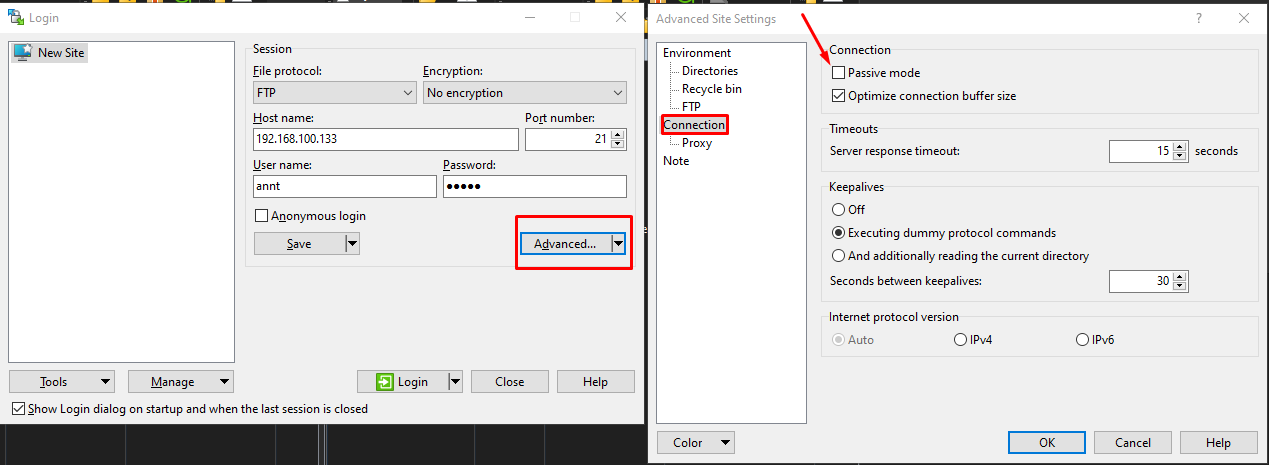 Login
New Site
Session
File protocol:
Encryption:
FTP
No encryption
Host name:
Port number:
192.168.100.133
21
User name:
Password:
annt
●●●●●
Anonymous login
Save
Advanced...
Tools
Manage
Login
Close
Help
Show Login dialog on startup and when the last session is closed
Advanced Site Settings
?
Environment
Directories
Recycle bin
FTP
Connection
Proxy
Note
Connection
Passive mode
Optimize connection buffer size
Timeouts
Server response timeout:
15
seconds
Keepalives
Off
Executing dummy protocol commands
And additionally reading the current directory
Seconds between keepalives:
30
Internet protocol version
Auto
IPv4
IPv6
Color
OK
Cancel
Help